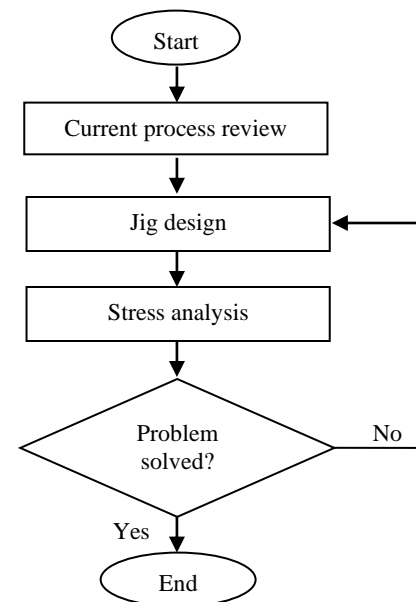 Start
Current process review
Jig design
Stress analysis
Problem
solved?
No
Yes
End